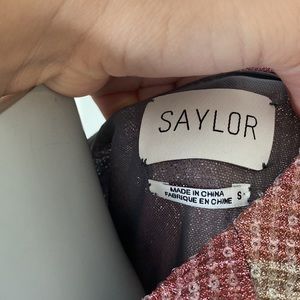 SAYLOR
MADE IN CHINA
FABRIQUE EN CHINE
S